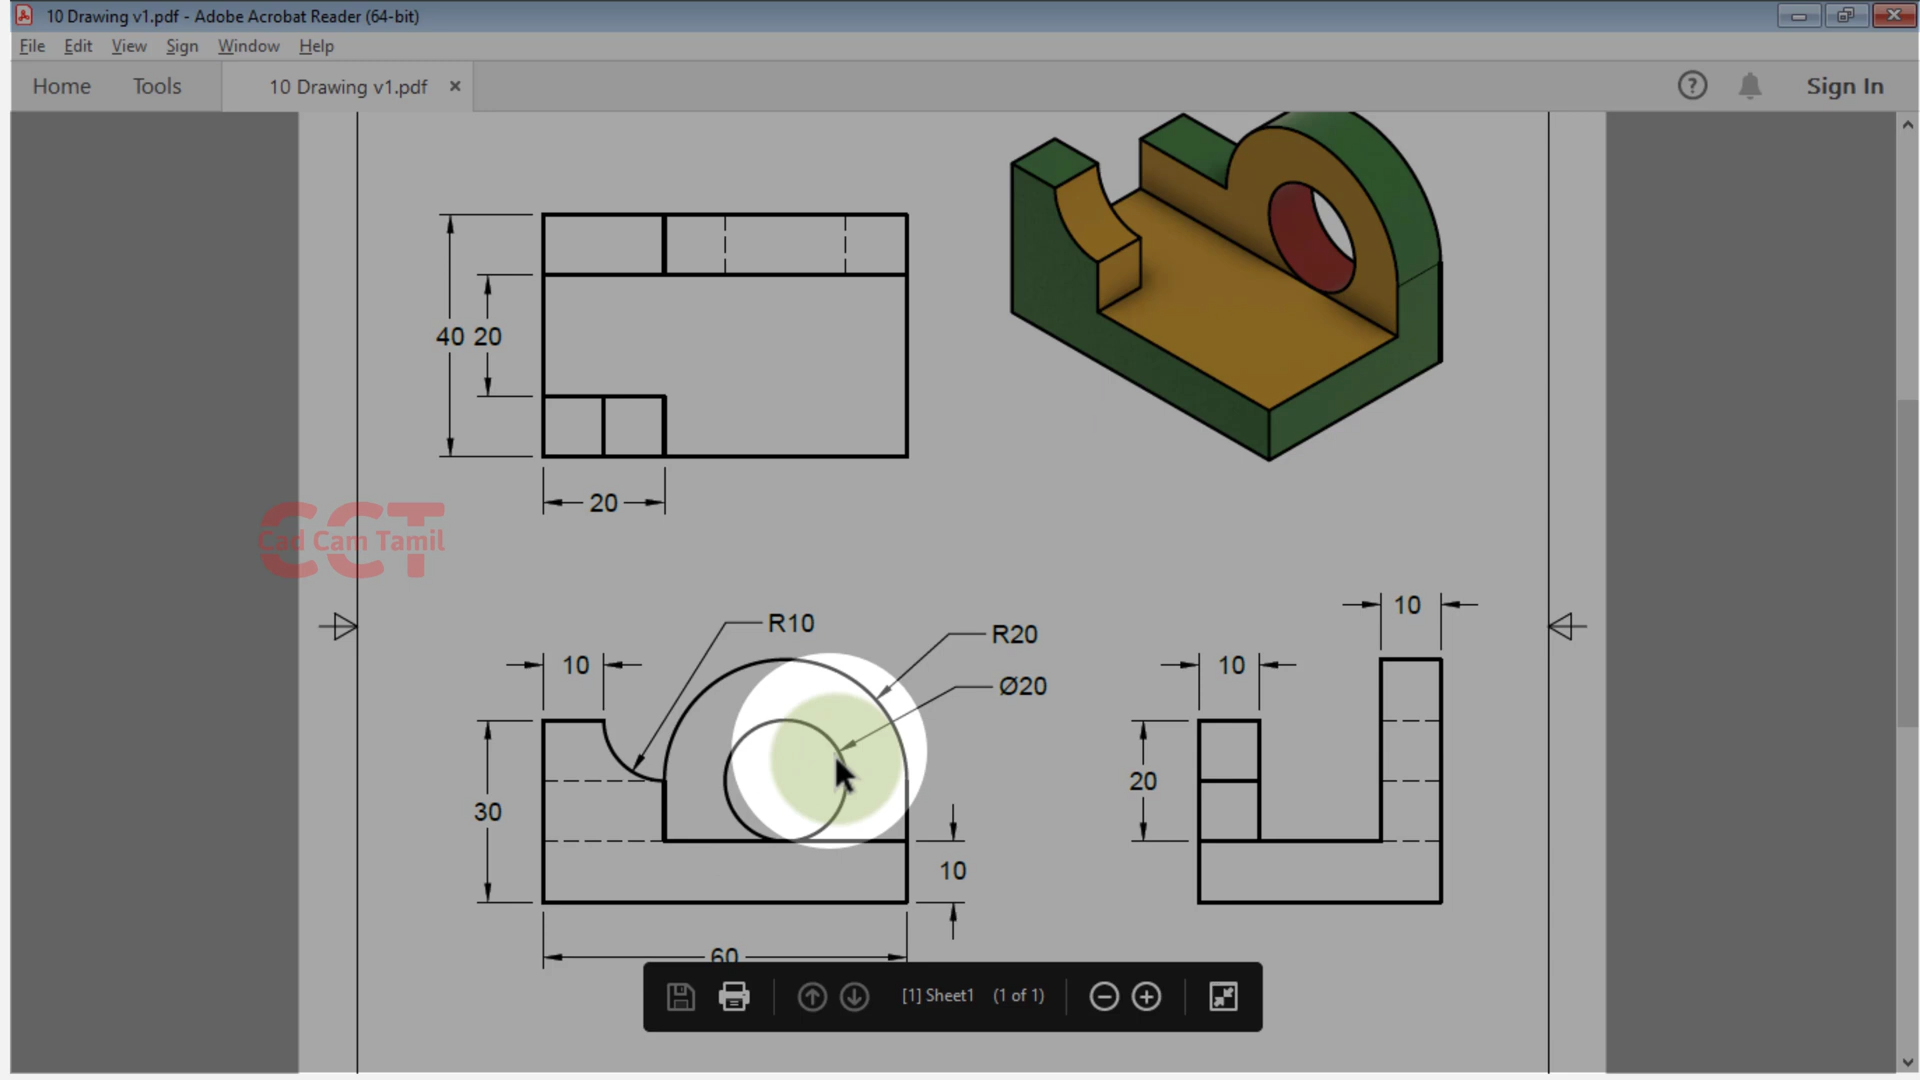 10 Drawing v1.pdf - Adobe Acrobat Reader (64-bit)
File Edit View Sign Window Help
Home Tools 10 Drawing v1.pdf × ? Sign In
40 20
20
CCT
Cad Cam Tamil
R10
R20
Ø20
10
30
10
60
10
10
20
[1] Sheet1 (1 of 1)